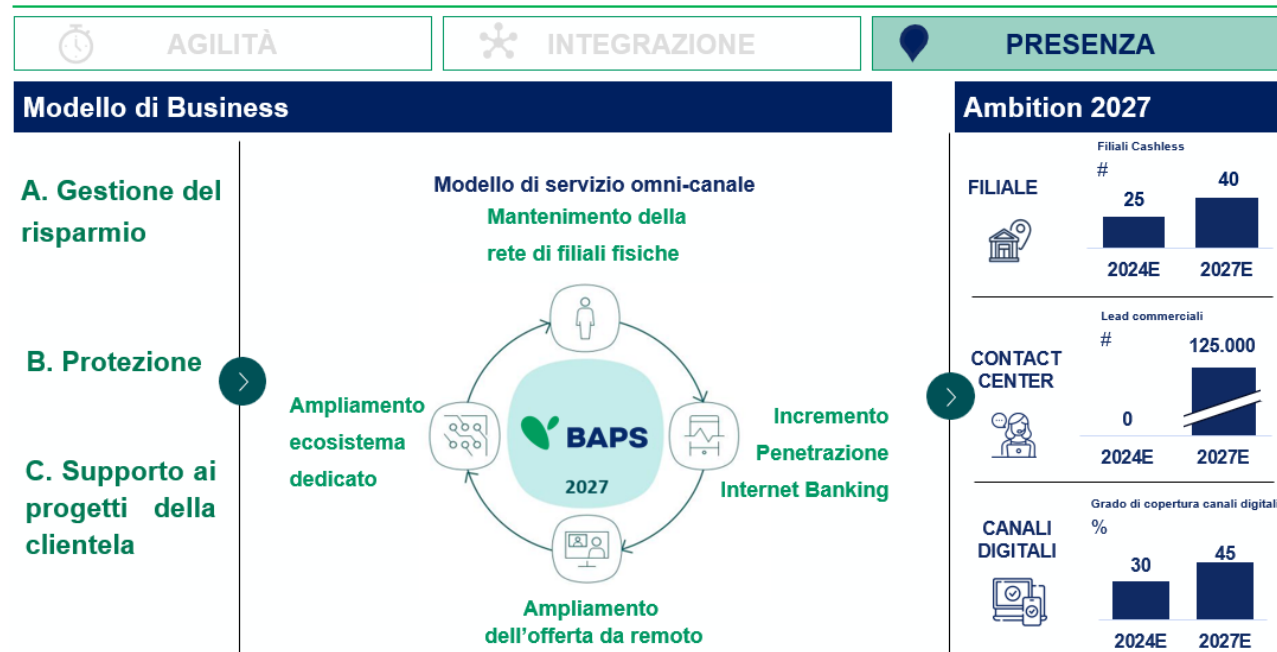 AGILITÀ
INTEGRAZIONE
PRESENZA
Modello di Business
Ambition 2027
A. Gestione del
risparmio
B. Protezione
C. Supporto ai
progetti della
clientela
Modello di servizio omni-canale
Mantenimento della
rete di filiali fisiche
Ampliamento
ecosistema
dedicato
BAPS
2027
Incremento
Penetrazione
Internet Banking
Ampliamento
dell’offerta da remoto
FILIALE
Filiali Cashless
#
25
40
2024E
2027E
CONTACT
CENTER
Lead commerciali
#
0
125.000
2024E
2027E
CANALI
DIGITALI
Grado di copertura canali digitali
%
30
45
2024E
2027E